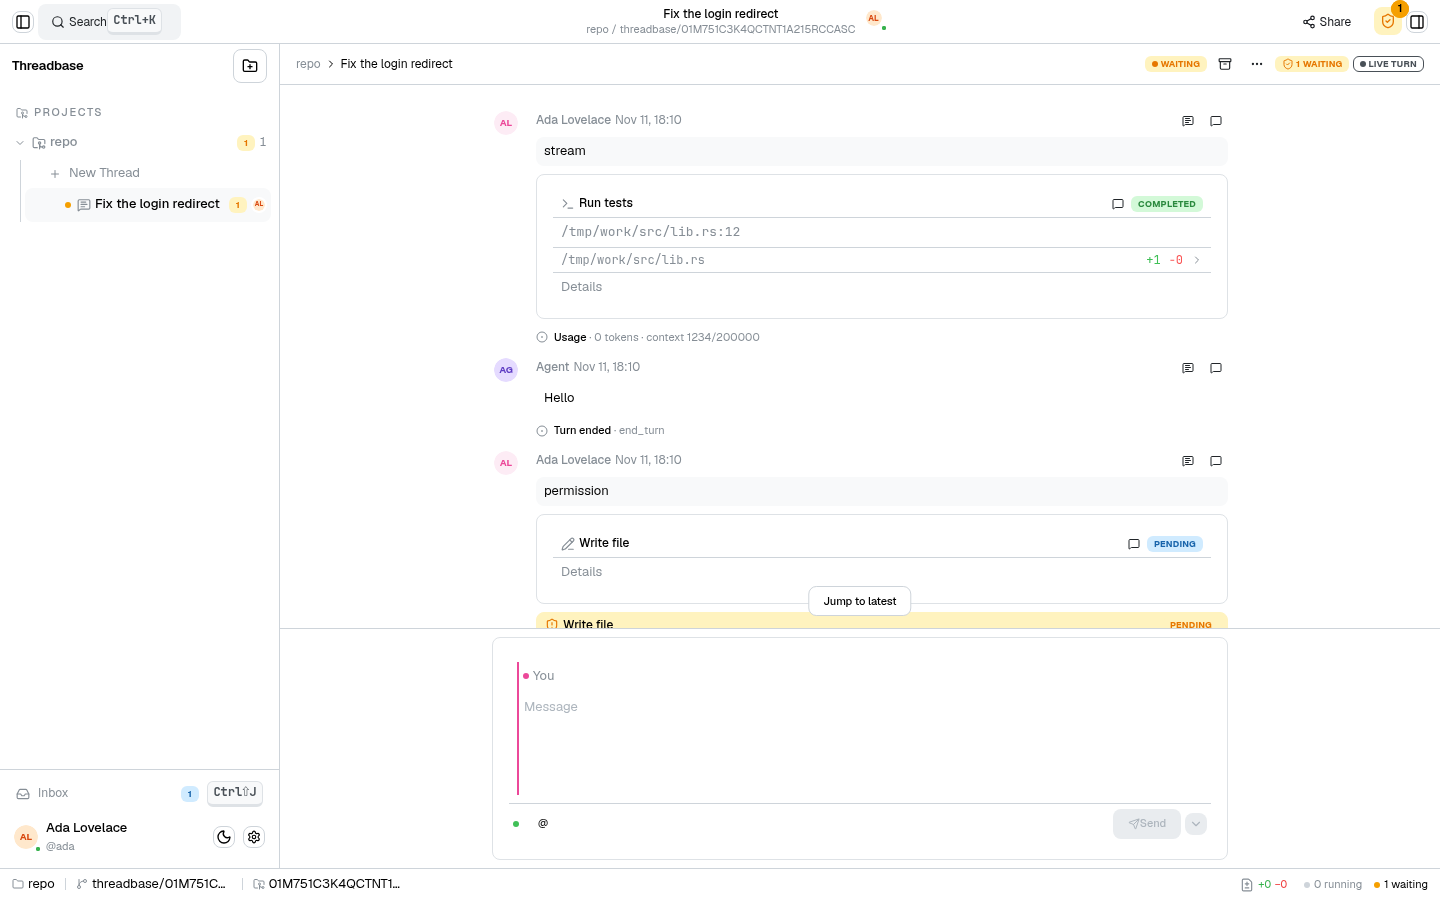 Search Ctrl+K
Fix the login redirect
repo / threadbase/01M751C3K4QCTNT1A215RCCASC
AL
Share
1
Threadbase
PROJECTS
repo 1 1
New Thread
Fix the login redirect 1 AL
Inbox 1 Ctrl⇧J
AL Ada Lovelace
@ada
repo > Fix the login redirect
WAITING
1 WAITING
LIVE TURN
AL Ada Lovelace Nov 11, 18:10
stream
Run tests COMPLETED
/tmp/work/src/lib.rs:12
/tmp/work/src/lib.rs +1 -0
Details
Usage · 0 tokens · context 1234/200000
AG Agent Nov 11, 18:10
Hello
Turn ended · end_turn
AL Ada Lovelace Nov 11, 18:10
permission
Write file PENDING
Details
Jump to latest
Write file PENDING
You
Message
@ Send
repo threadbase/01M751C... 01M751C3K4QCTNT1...
+0 −0 0 running 1 waiting